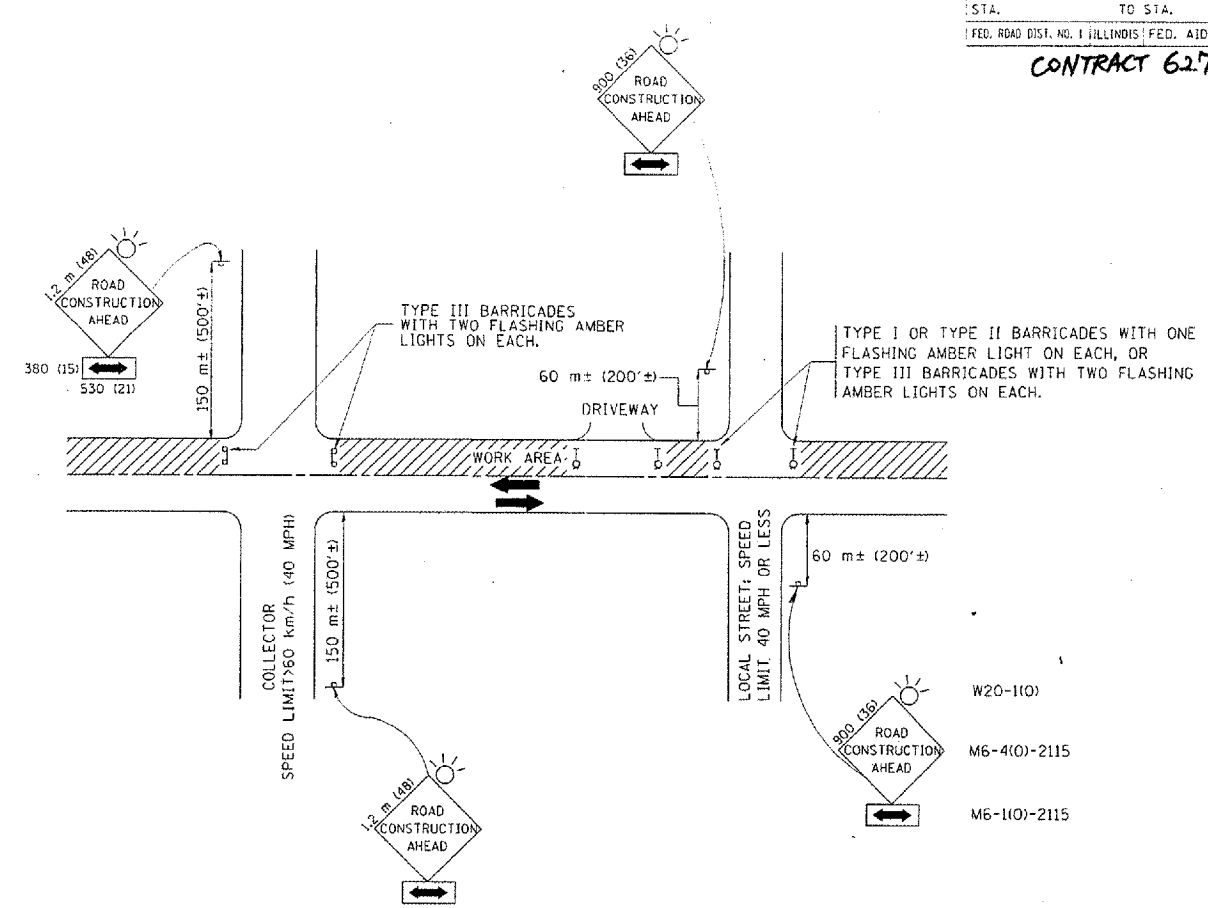 STA. TO STA.
FED. ROAD DIST. NO. 1 ILLINOIS FED. AID
CONTRACT 627
900 (36)
ROAD
CONSTRUCTION
AHEAD
1.2 m (48)
ROAD
CONSTRUCTION
AHEAD
380 (15)
530 (21)
150 m± (500'±)
TYPE III BARRICADES
WITH TWO FLASHING AMBER
LIGHTS ON EACH.
60 m± (200'±)
DRIVEWAY
TYPE I OR TYPE II BARRICADES WITH ONE
FLASHING AMBER LIGHT ON EACH, OR
TYPE III BARRICADES WITH TWO FLASHING
AMBER LIGHTS ON EACH.
WORK AREA
COLLECTOR
SPEED LIMIT>60 km/h (40 MPH)
150 m± (500'±)
LOCAL STREET: SPEED
LIMIT 40 MPH OR LESS
60 m± (200'±)
1.2 m (48)
ROAD
CONSTRUCTION
AHEAD
900 (36)
ROAD
CONSTRUCTION
AHEAD
W20-1(O)
M6-4(O)-2115
M6-1(O)-2115